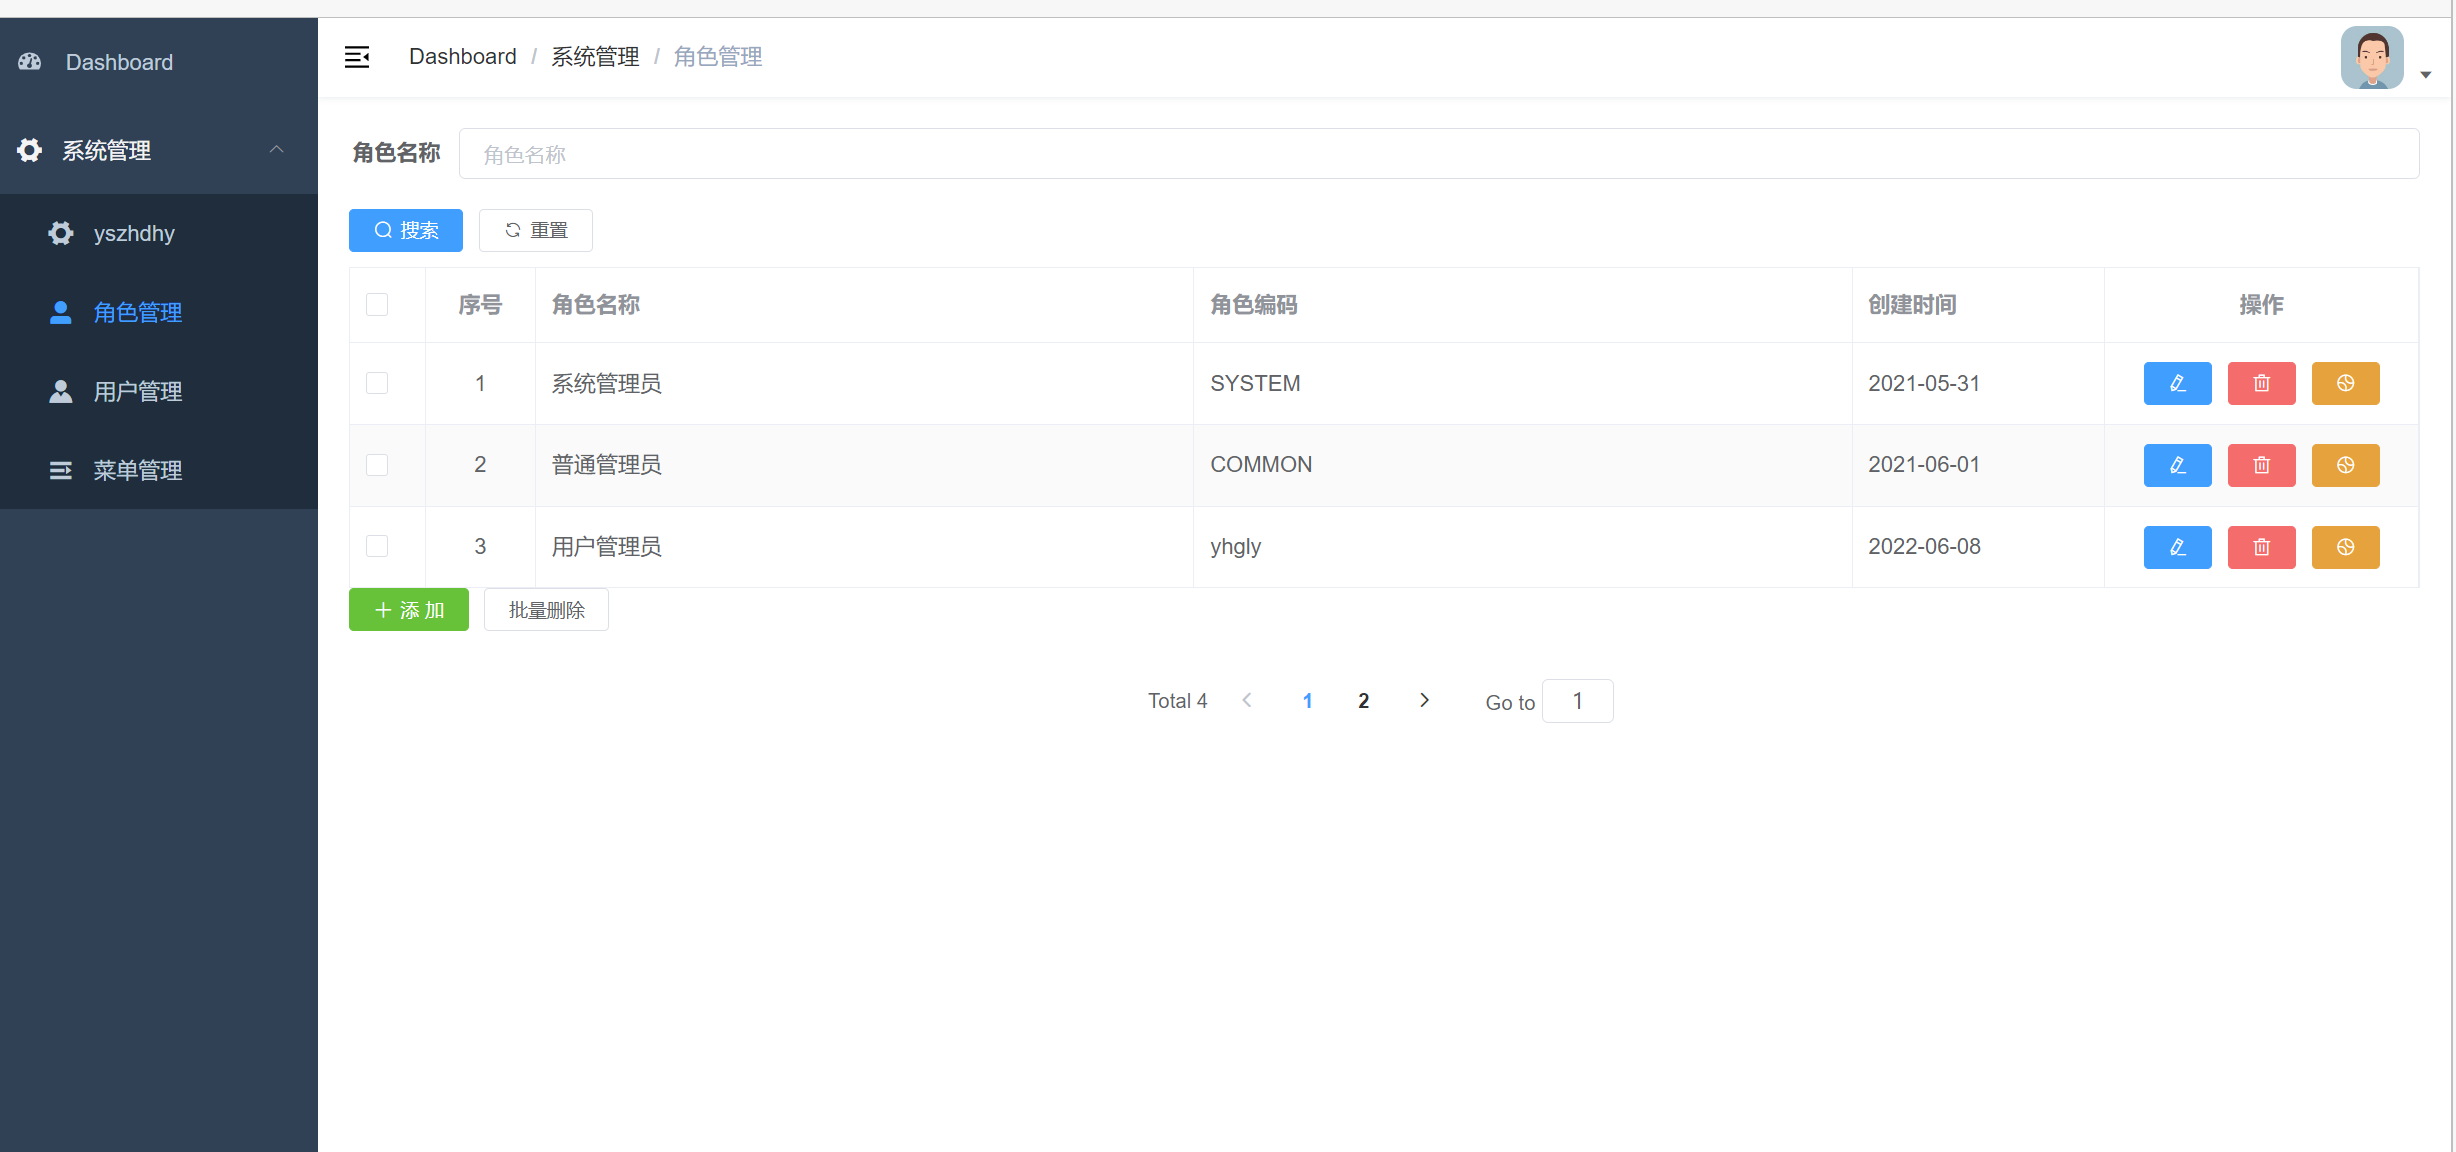 Dashboard
系统管理
yszhdhy
角色管理
用户管理
菜单管理
Dashboard / 系统管理 / 角色管理
角色名称 角色名称
搜索 重置
序号 角色名称 角色编码 创建时间 操作
1 系统管理员 SYSTEM 2021-05-31
2 普通管理员 COMMON 2021-06-01
3 用户管理员 yhgly 2022-06-08
添 加 批量删除
Total 4 1 2 Go to 1